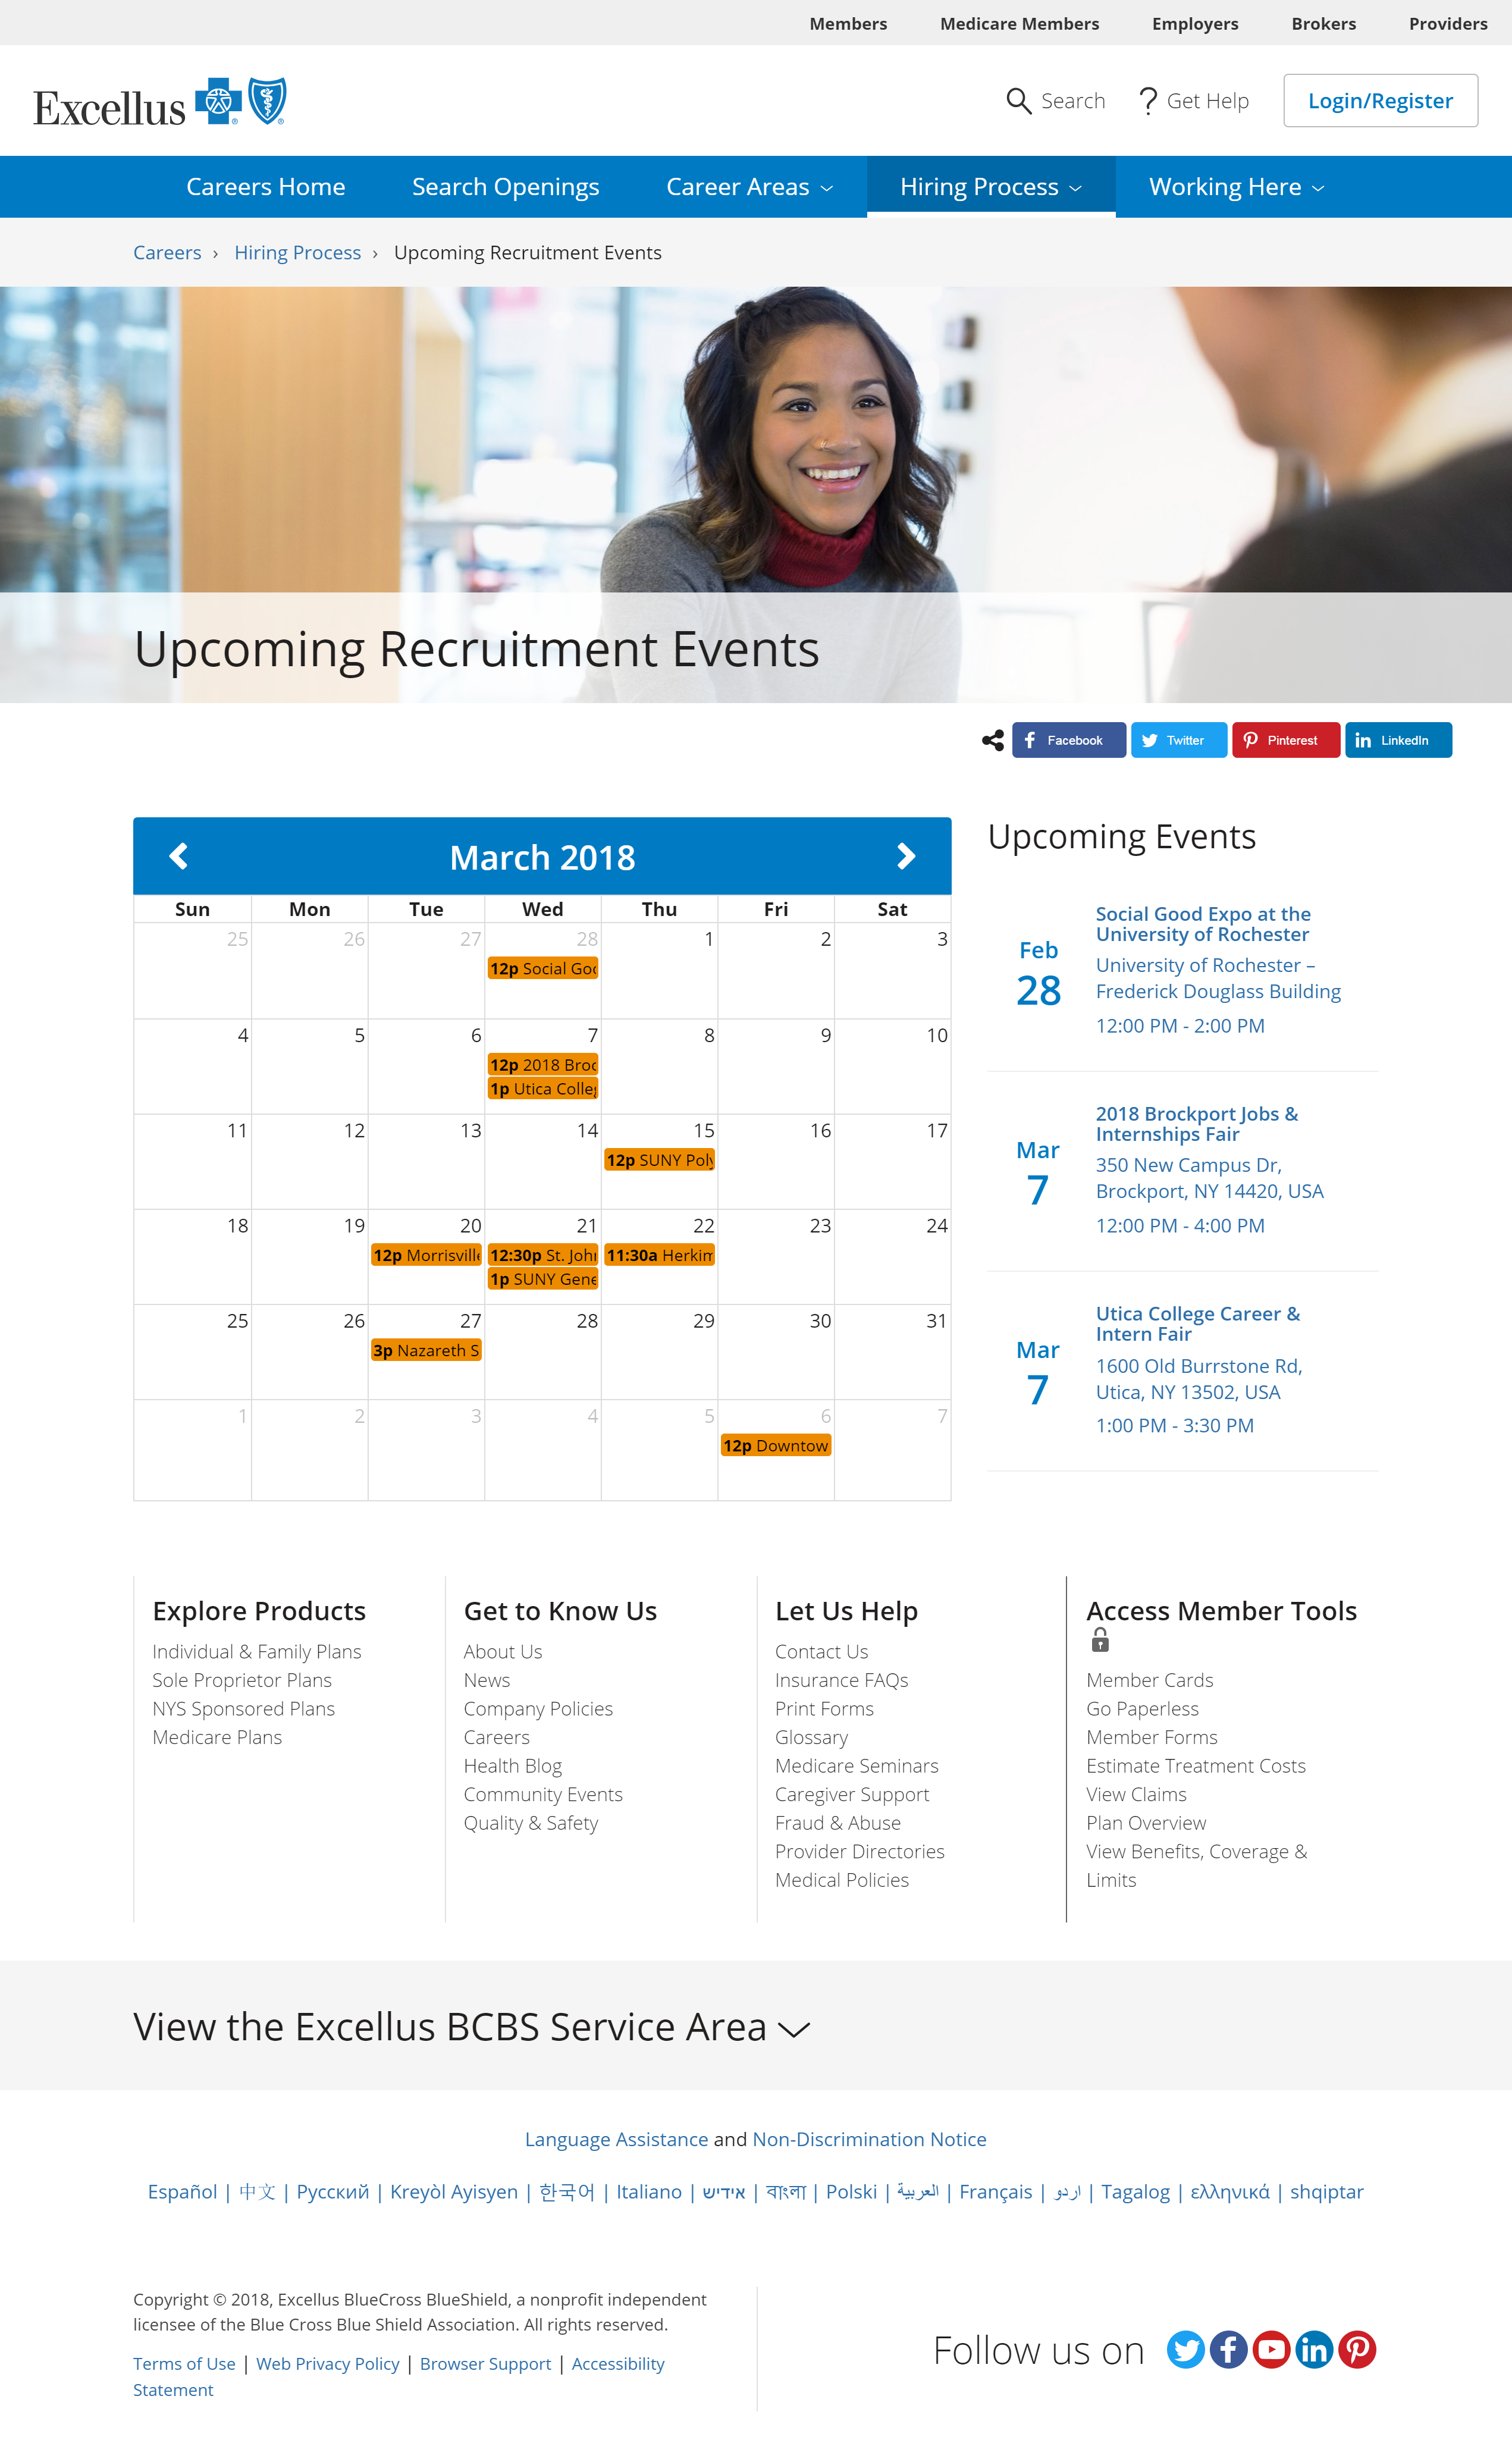 Members Medicare Members Employers Brokers Providers
Excellus
Search Get Help Login/Register
Careers Home Search Openings Career Areas Hiring Process Working Here
Careers › Hiring Process › Upcoming Recruitment Events
Upcoming Recruitment Events
Facebook Twitter Pinterest LinkedIn
March 2018
Sun Mon Tue Wed Thu Fri Sat
25 26 27 28 1 2 3
12p Social Goo
4 5 6 7 8 9 10
12p 2018 Broc
1p Utica Colleg
11 12 13 14 15 16 17
12p SUNY Poly
18 19 20 21 22 23 24
12p Morrisville 12:30p St. John 11:30a Herkim
1p SUNY Gene
25 26 27 28 29 30 31
3p Nazareth S
1 2 3 4 5 6 7
12p Downtow
Upcoming Events
Feb
28
Social Good Expo at the
University of Rochester
University of Rochester –
Frederick Douglass Building
12:00 PM - 2:00 PM
Mar
7
2018 Brockport Jobs &
Internships Fair
350 New Campus Dr,
Brockport, NY 14420, USA
12:00 PM - 4:00 PM
Mar
7
Utica College Career &
Intern Fair
1600 Old Burrstone Rd,
Utica, NY 13502, USA
1:00 PM - 3:30 PM
Explore Products
Individual & Family Plans
Sole Proprietor Plans
NYS Sponsored Plans
Medicare Plans
Get to Know Us
About Us
News
Company Policies
Careers
Health Blog
Community Events
Quality & Safety
Let Us Help
Contact Us
Insurance FAQs
Print Forms
Glossary
Medicare Seminars
Caregiver Support
Fraud & Abuse
Provider Directories
Medical Policies
Access Member Tools
Member Cards
Go Paperless
Member Forms
Estimate Treatment Costs
View Claims
Plan Overview
View Benefits, Coverage &
Limits
View the Excellus BCBS Service Area
Language Assistance and Non-Discrimination Notice
Español | 中文 | Русский | Kreyòl Ayisyen | 한국어 | Italiano | אידיש | বাংলা | Polski | العربية | Français | اردو | Tagalog | ελληνικά | shqiptar
Copyright © 2018, Excellus BlueCross BlueShield, a nonprofit independent
licensee of the Blue Cross Blue Shield Association. All rights reserved.
Terms of Use | Web Privacy Policy | Browser Support | Accessibility
Statement
Follow us on